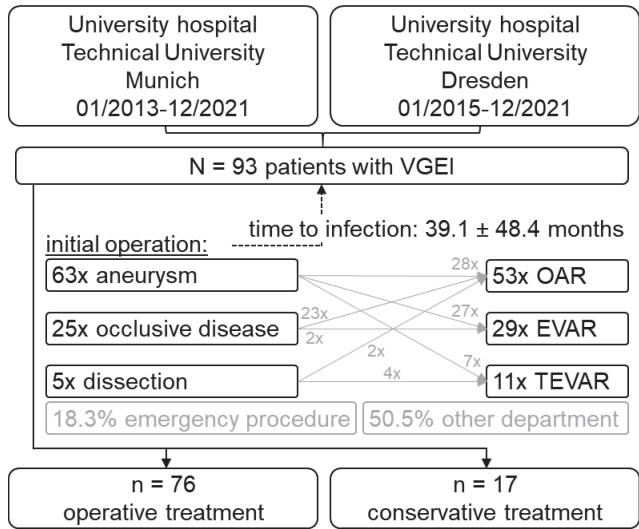 University hospital
Technical University
Munich
01/2013-12/2021
University hospital
Technical University
Dresden
01/2015-12/2021
N = 93 patients with VGEI
time to infection: 39.1 ± 48.4 months
initial operation:
63x aneurysm
28x
53x OAR
23x
27x
25x occlusive disease
2x
29x EVAR
2x
7x
5x dissection
4x
11x TEVAR
18.3% emergency procedure
50.5% other department
n = 76
operative treatment
n = 17
conservative treatment